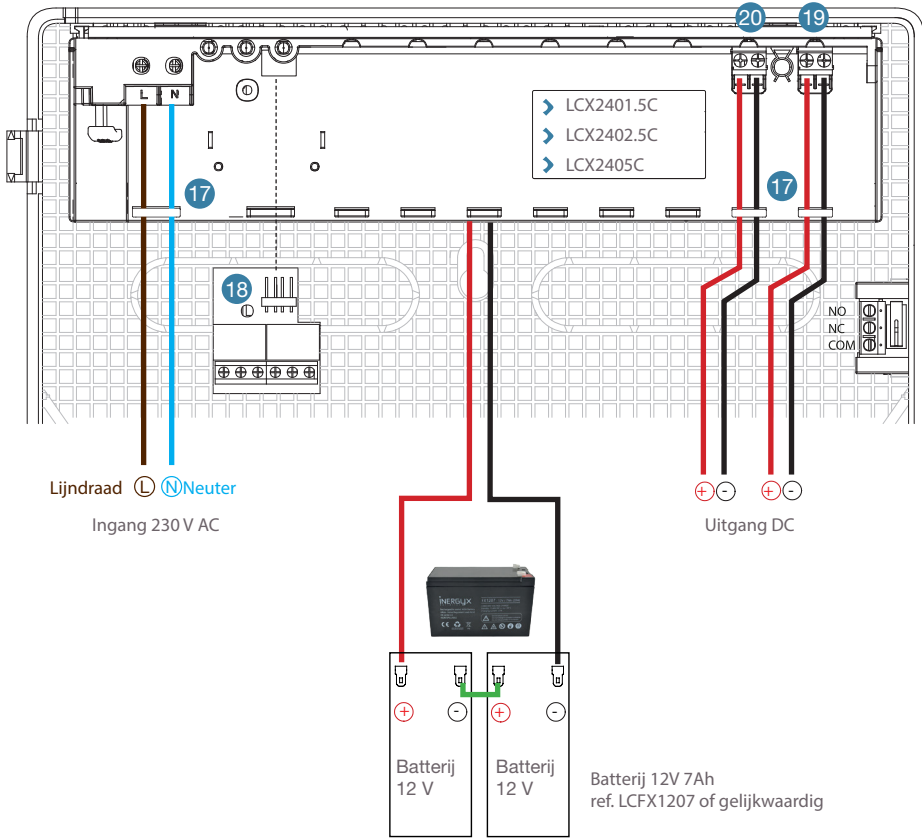 20
19
L
N
LCX2401.5C
LCX2402.5C
LCX2405C
17
17
18
NO
NC
COM
Lijndraad L N Neuter
+ - + -
Ingang 230 V AC
Uitgang DC
INERGYX
+ - + -
Batterij
12 V
Batterij
12 V
Batterij 12V 7Ah
ref. LCFX1207 of gelijkwaardig